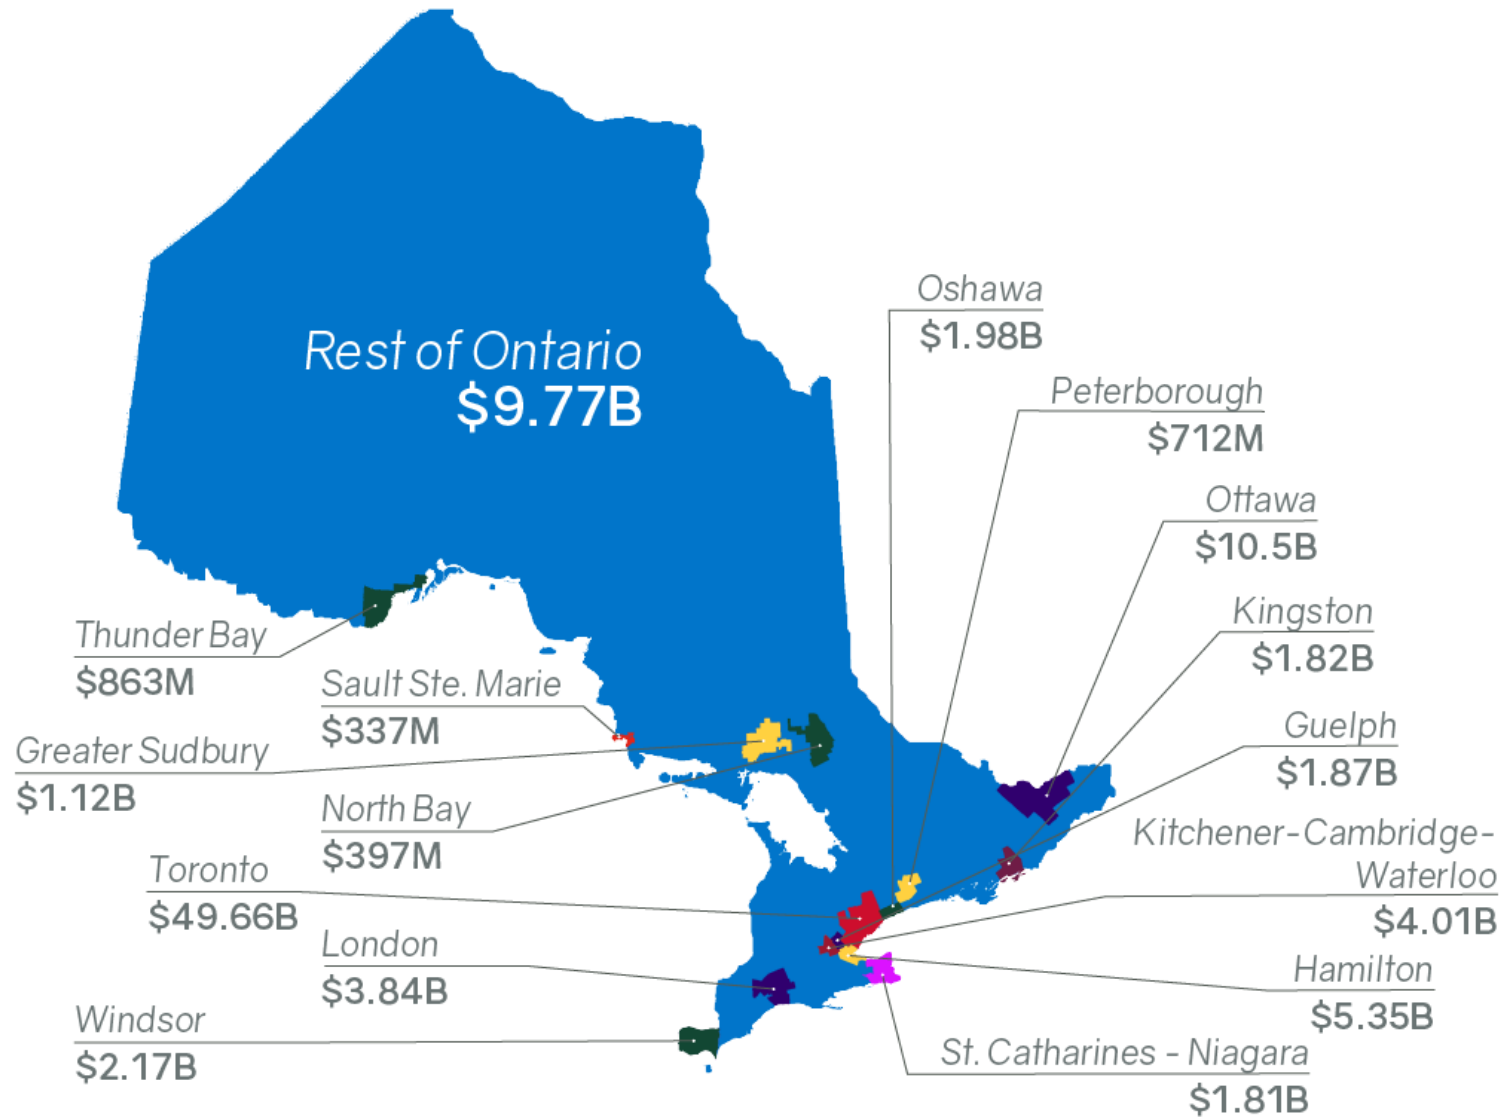 Rest of Ontario
$9.77B
Oshawa
$1.98B
Peterborough
$712M
Ottawa
$10.5B
Kingston
$1.82B
Thunder Bay
$863M
Sault Ste. Marie
$337M
Greater Sudbury
$1.12B
North Bay
$397M
Guelph
$1.87B
Kitchener-Cambridge-
Waterloo
$4.01B
Toronto
$49.66B
London
$3.84B
Hamilton
$5.35B
Windsor
$2.17B
St. Catharines - Niagara
$1.81B